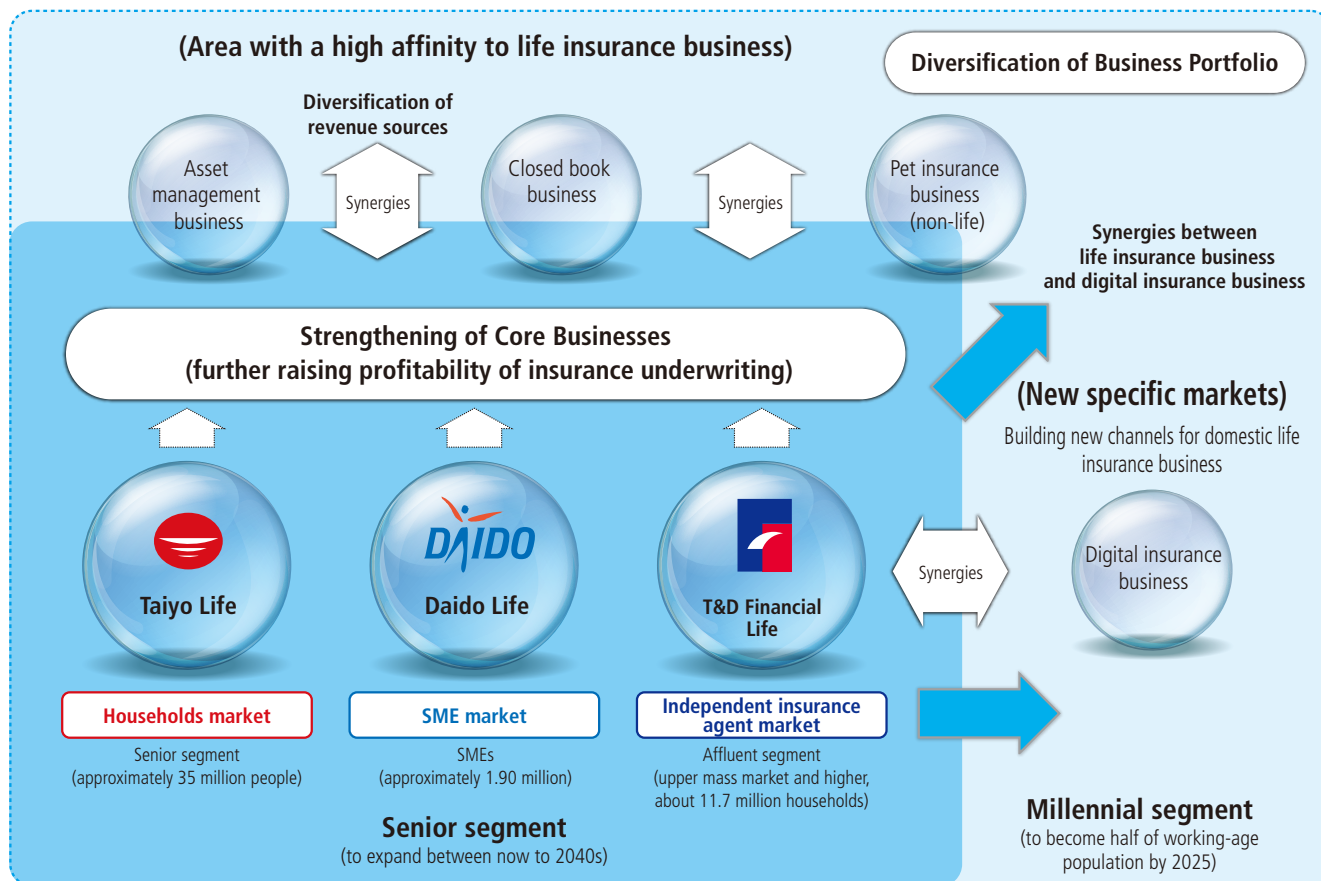 (Area with a high affinity to life insurance business)
Diversification of Business Portfolio
Diversification of
revenue sources
Asset
management
business
Synergies
Closed book
business
Synergies
Pet insurance
business
(non-life)
Synergies between
life insurance business
and digital insurance business
Strengthening of Core Businesses
(further raising profitability of insurance underwriting)
(New specific markets)
Building new channels for domestic life
insurance business
Taiyo Life
DAIDO
Daido Life
T&D Financial
Life
Synergies
Digital insurance
business
Households market
Senior segment
(approximately 35 million people)
SME market
SMEs
(approximately 1.90 million)
Independent insurance
agent market
Affluent segment
(upper mass market and higher,
about 11.7 million households)
Senior segment
(to expand between now to 2040s)
Millennial segment
(to become half of working-age
population by 2025)